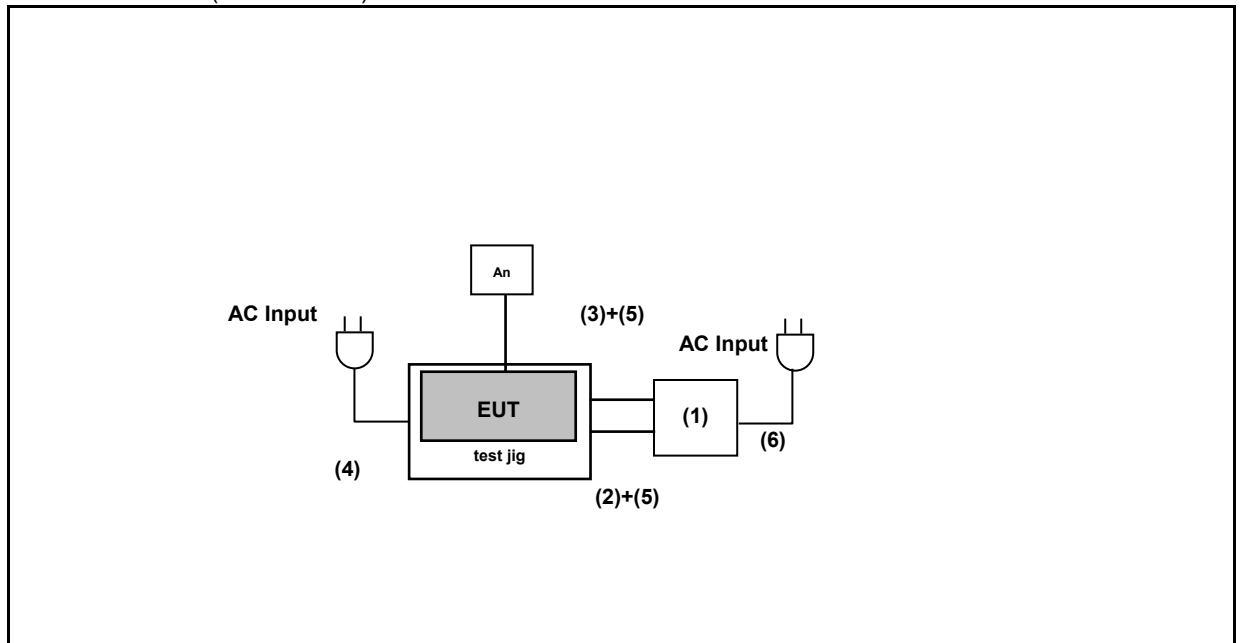 An
AC Input
(3)+(5)
AC Input
EUT
(1)
(6)
test jig
(4)
(2)+(5)